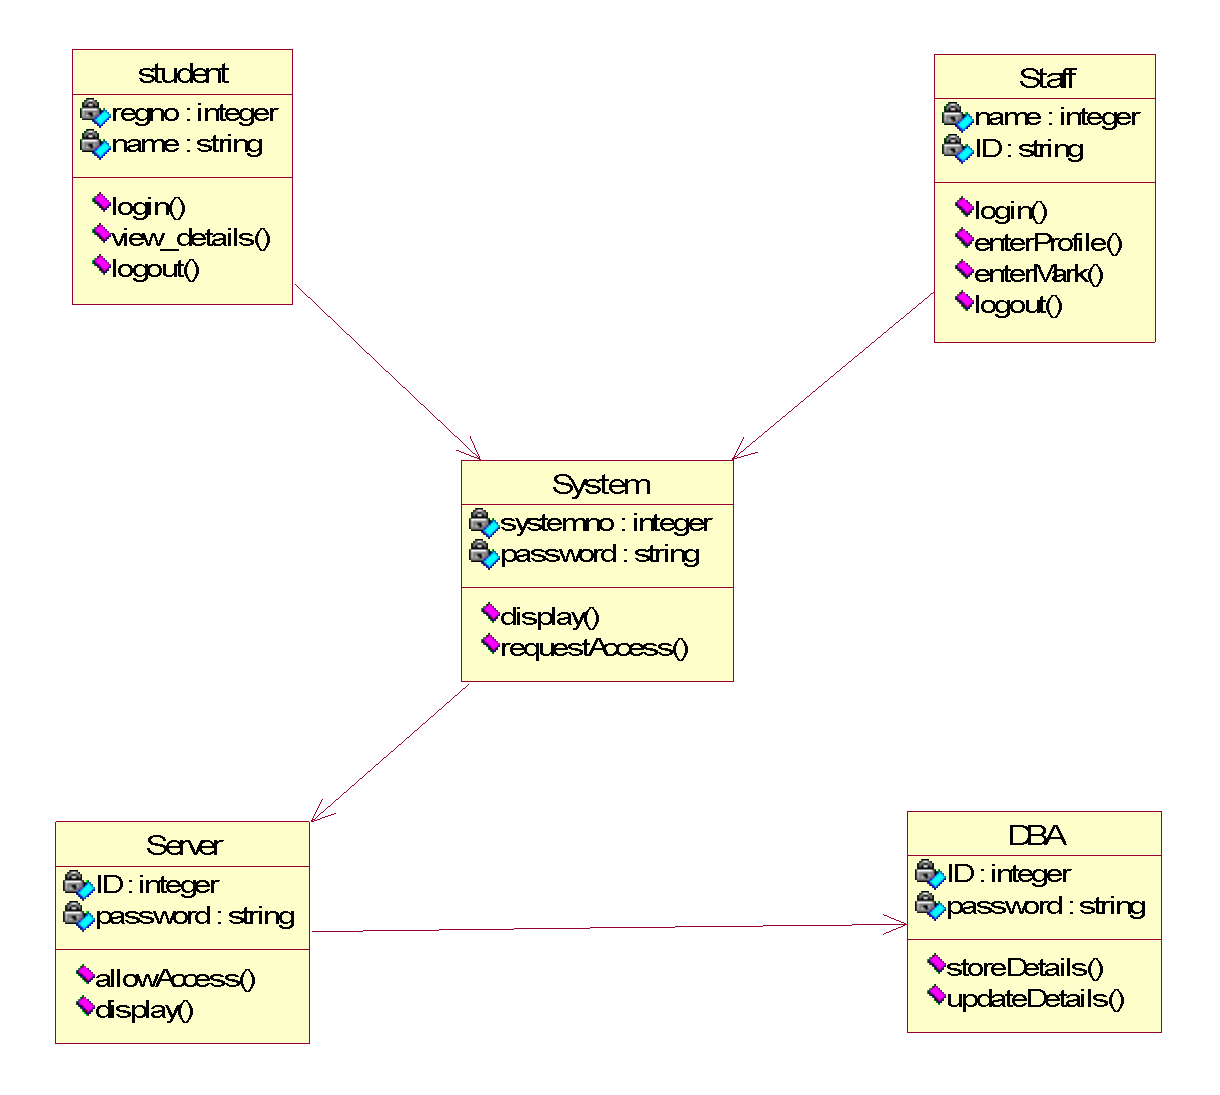 student
regno : integer
name : string
login()
view_details()
logout()
Staff
name : integer
ID : string
login()
enterProfile()
enterMark()
logout()
System
systemno : integer
password : string
display()
requestAccess()
Server
ID : integer
password : string
allowAccess()
display()
DBA
ID : integer
password : string
storeDetails()
updateDetails()